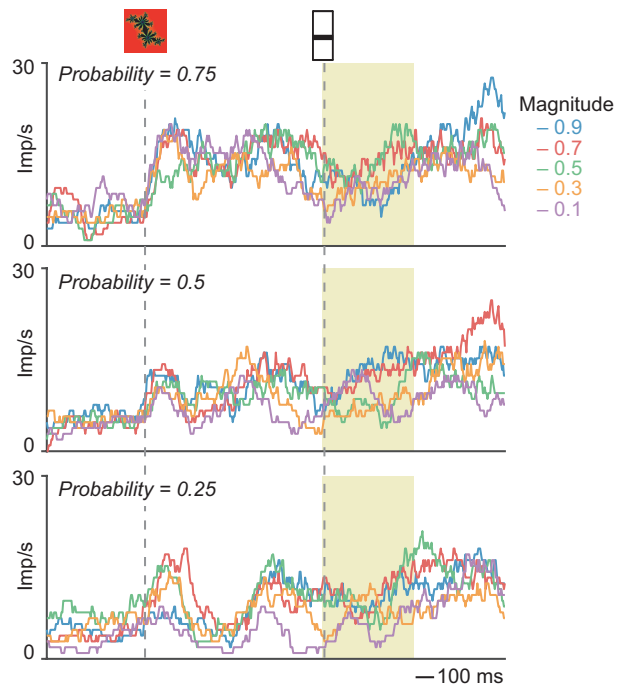 30
Probability = 0.75
Imp/s
0
Magnitude
0.9
0.7
0.5
0.3
0.1
30
Probability = 0.5
Imp/s
0
30
Probability = 0.25
Imp/s
0
100 ms